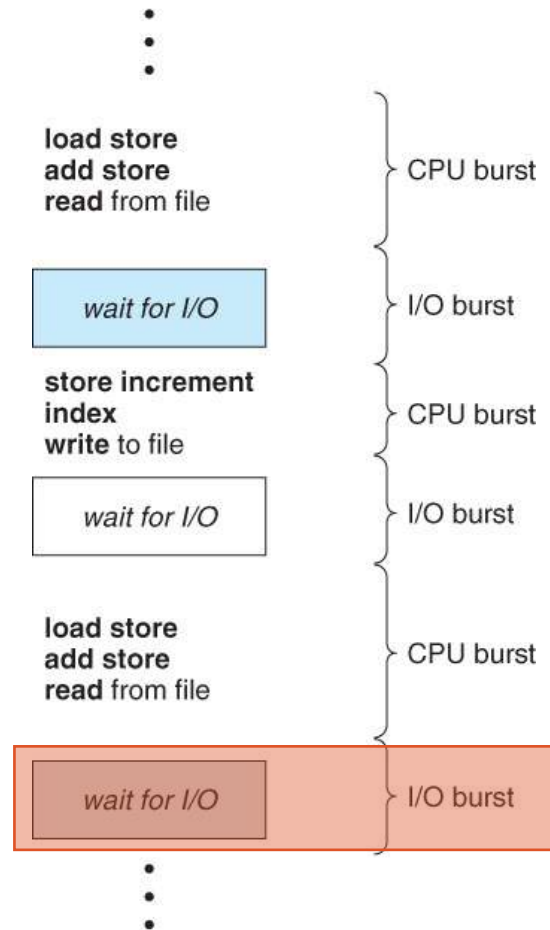 load store
add store
read from file
CPU burst
wait for I/O
I/O burst
store increment
index
write to file
CPU burst
wait for I/O
I/O burst
load store
add store
read from file
CPU burst
wait for I/O
I/O burst